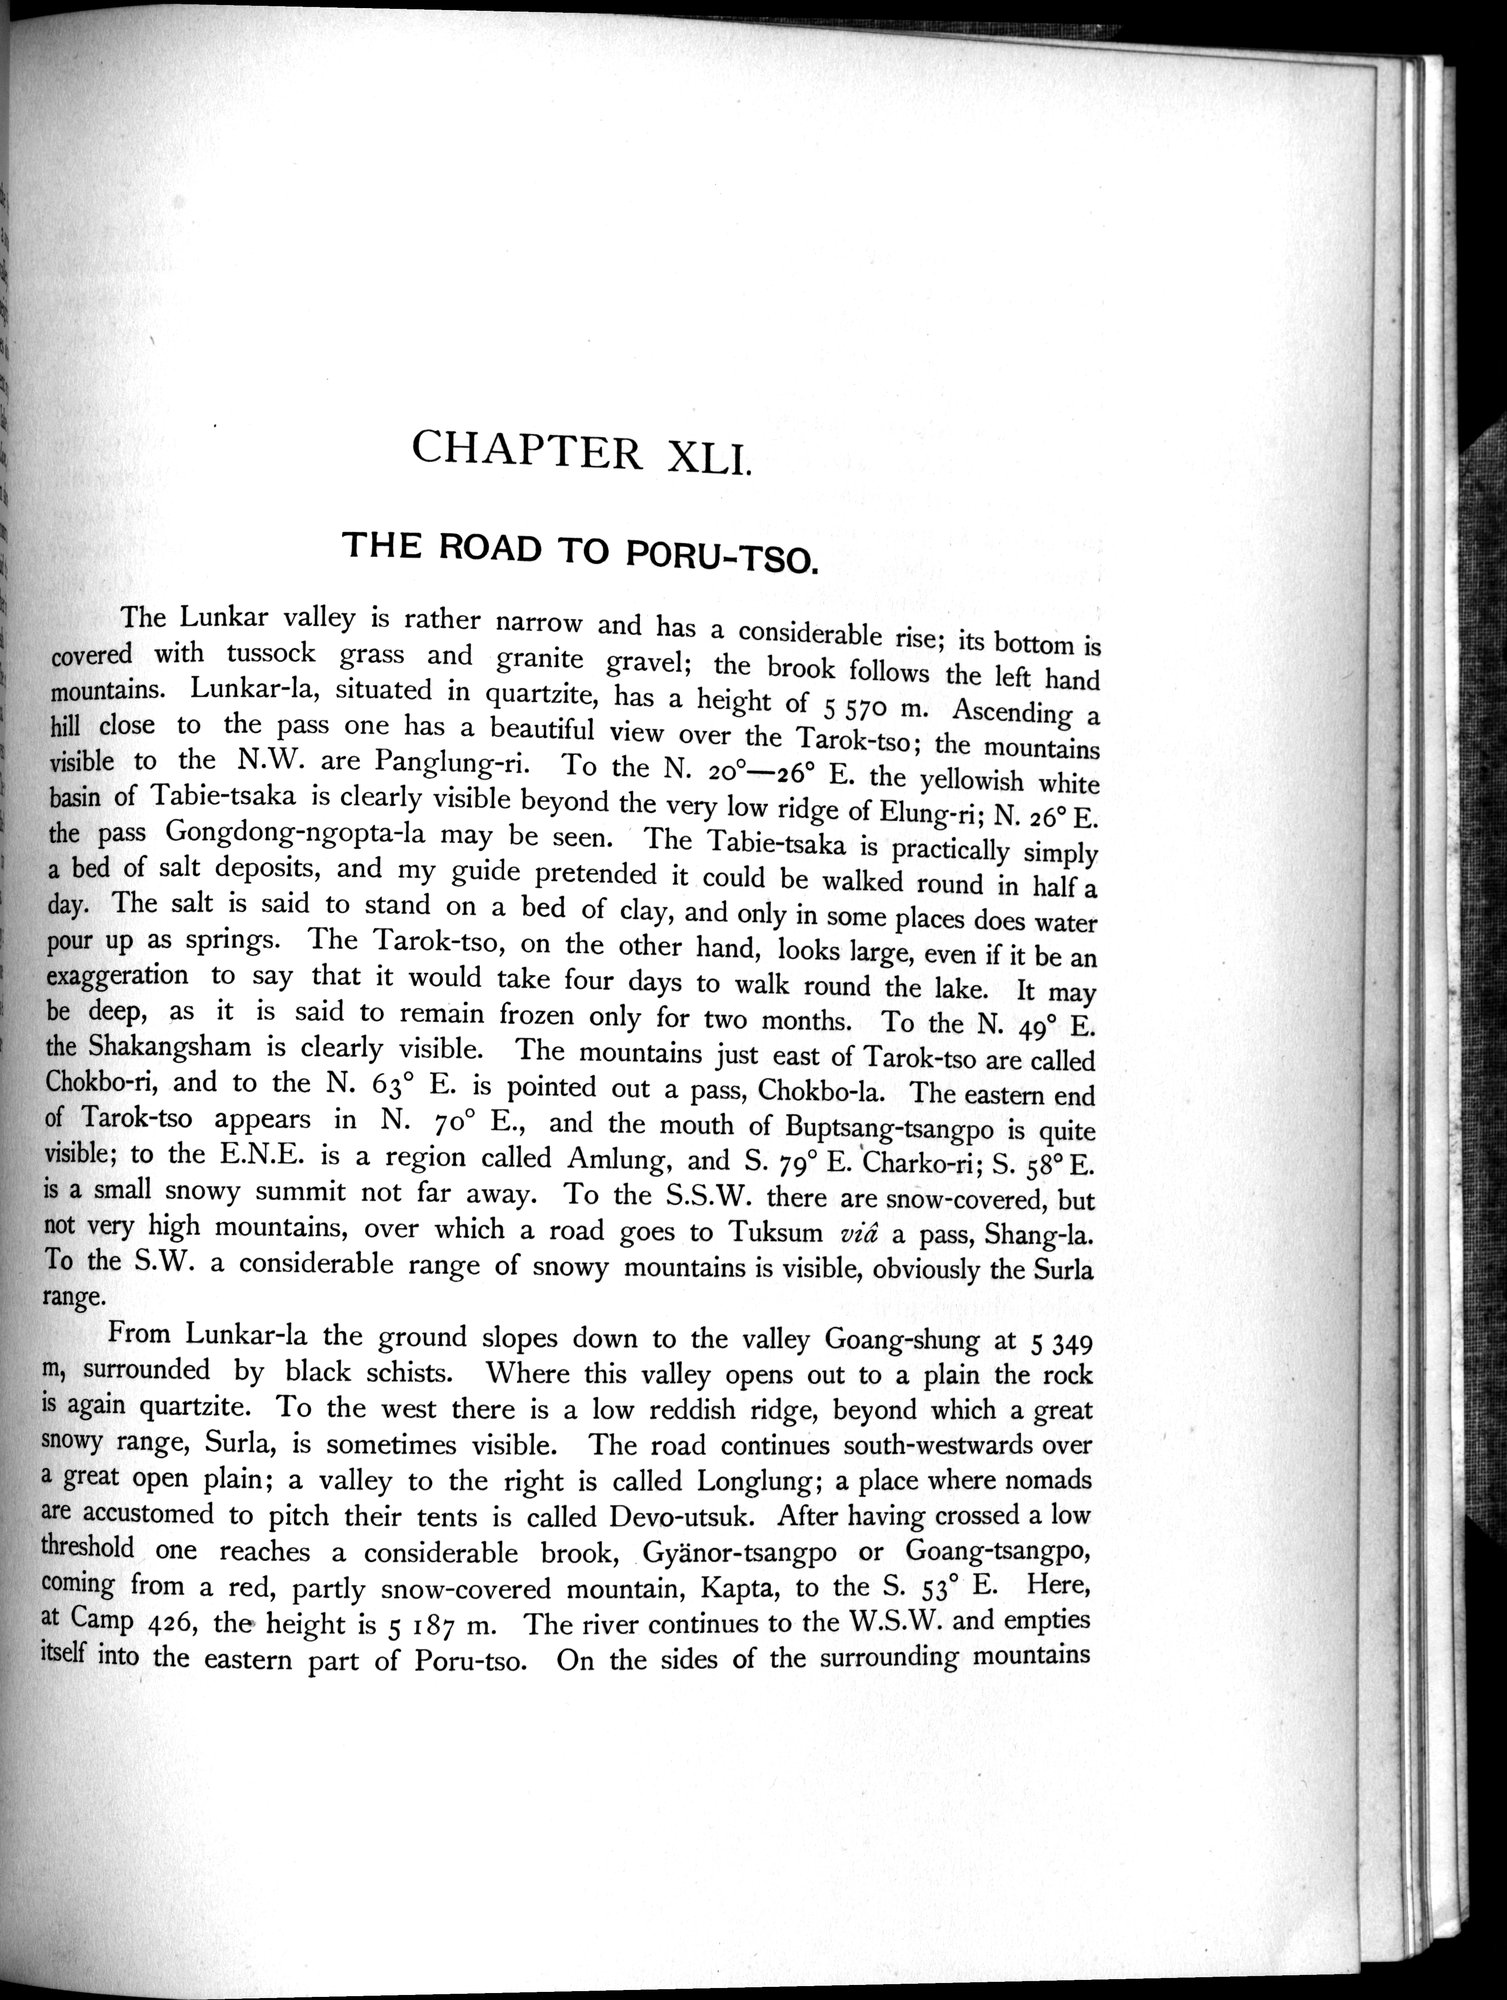 CHAPTER XLI.
THE ROAD TO PORU-TSO.
The Lunkar valley is rather narrow and has a considerable rise; its bottom is
covered with tussock grass and granite gravel; the brook follows the left hand
mountains. Lunkar-la, situated in quartzite, has a height of 5 570 m. Ascending a
hill close to the pass one has a beautiful view over the Tarok-tso; the mountains
visible to the N.W. are Panglung-ri. To the N. 20°—26° E. the yellowish white
basin of Tabie-tsaka is clearly visible beyond the very low ridge of Elung-ri; N. 26° E.
the pass Gongdong-ngopta-la may be seen. The Tabie-tsaka is practically simply
a bed of salt deposits, and my guide pretended it could be walked round in half a
day. The salt is said to stand on a bed of clay, and only in some places does water
pour up as springs. The Tarok-tso, on the other hand, looks large, even if it be an
exaggeration to say that it would take four days to walk round the lake. It may
be deep, as it is said to remain frozen only for two months. To the N. 49° E.
the Shakangsham is clearly visible. The mountains just east of Tarok-tso are called
Chokbo-ri, and to the N. 63° E. is pointed out a pass, Chokbo-la. The eastern end
of Tarok-tso appears in N. 70° E., and the mouth of Buptsang-tsangpo is quite
visible; to the E.N.E. is a region called Amlung, and S. 79° E. Charko-ri; S. 58° E.
is a small snowy summit not far away. To the S.S.W. there are snow-covered, but
not very high mountains, over which a road goes to Tuksum viâ a pass, Shang-la.
To the S.W. a considerable range of snowy mountains is visible, obviously the Surla
range.
From Lunkar-la the ground slopes down to the valley Goang-shung at 5 349
m, surrounded by black schists. Where this valley opens out to a plain the rock
is again quartzite. To the west there is a low reddish ridge, beyond which a great
snowy range, Surla, is sometimes visible. The road continues south-westwards over
a great open plain; a valley to the right is called Longlung; a place where nomads
are accustomed to pitch their tents is called Devo-utsuk. After having crossed a low
threshold one reaches a considerable brook, Gyänor-tsangpo or Goang-tsangpo,
coming from a red, partly snow-covered mountain, Kapta, to the S. 53° E. Here,
at Camp 426, the height is 5 187 m. The river continues to the W.S.W. and empties
itself into the eastern part of Poru-tso. On the sides of the surrounding mountains